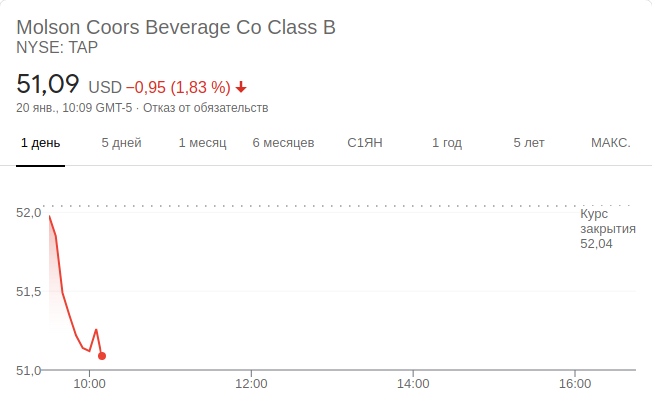 Molson Coors Beverage Co Class B
NYSE: TAP
51,09 USD −0,95 (1,83 %)
20 янв., 10:09 GMT-5 · Отказ от обязательств
1 день 5 дней 1 месяц 6 месяцев С1ЯН 1 год 5 лет МАКС.
52,0
Курс
закрытия
52,04
51,5
51,0
10:00 12:00 14:00 16:00